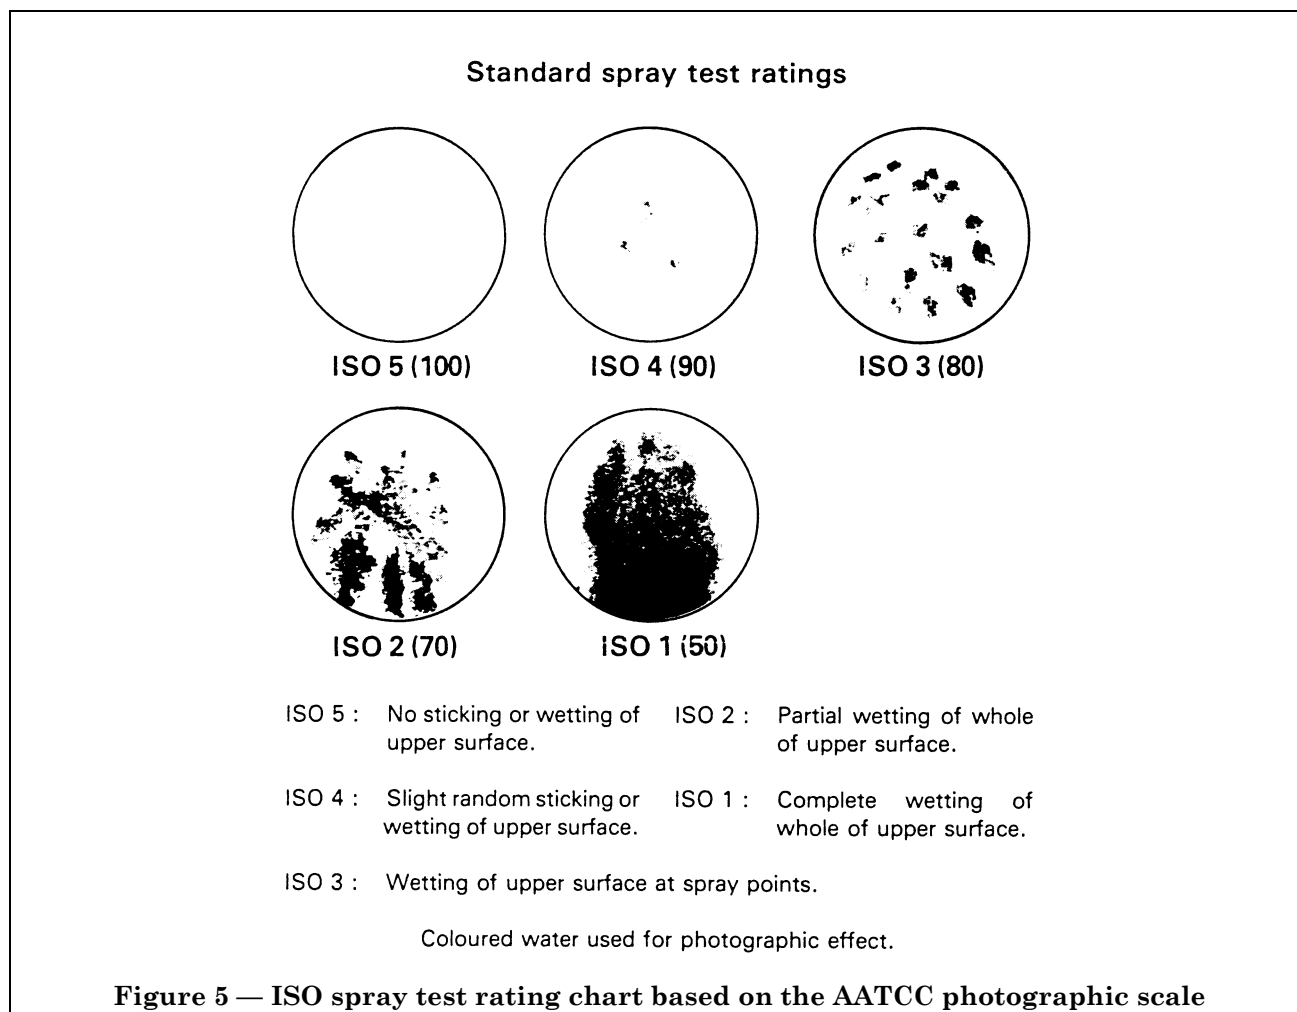 Standard spray test ratings
ISO 5 (100)
ISO 4 (90)
ISO 3 (80)
ISO 2 (70)
ISO 1 (50)
ISO 5 : No sticking or wetting of
upper surface.
ISO 2 : Partial wetting of whole
of upper surface.
ISO 4 : Slight random sticking or
wetting of upper surface.
ISO 1 : Complete wetting of
whole of upper surface.
ISO 3 : Wetting of upper surface at spray points.
Coloured water used for photographic effect.
Figure 5 — ISO spray test rating chart based on the AATCC photographic scale